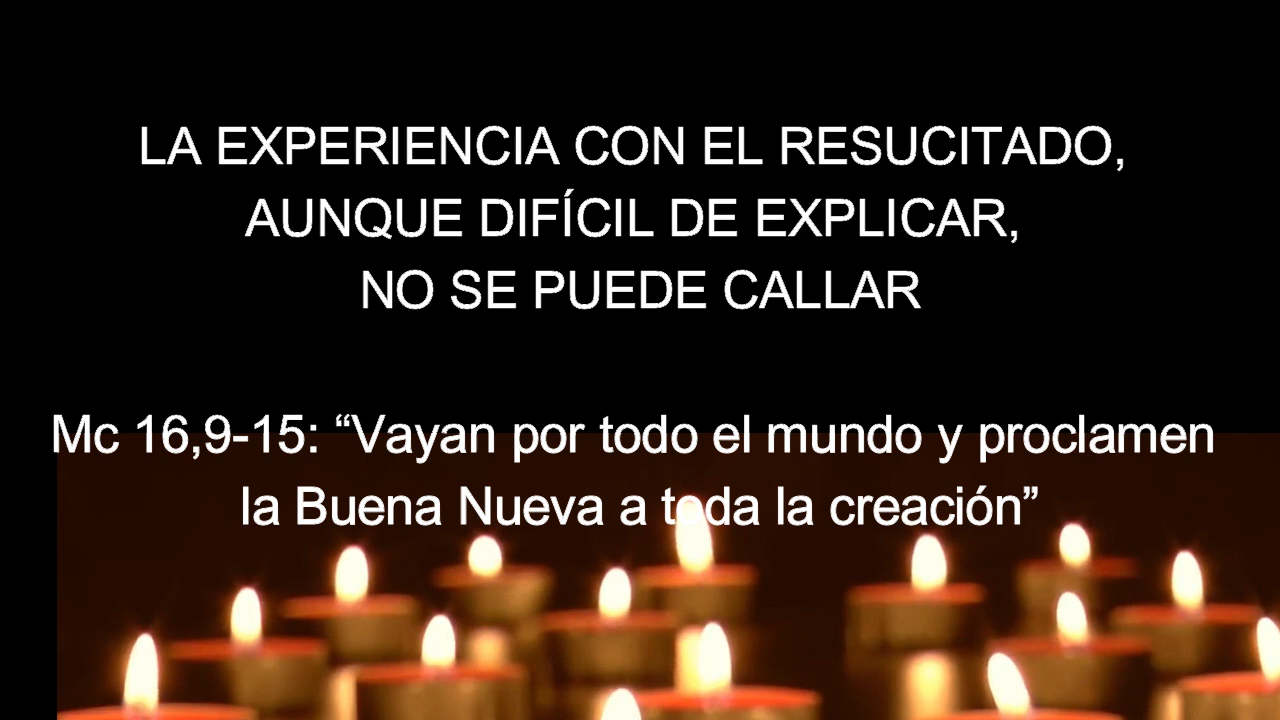 LA EXPERIENCIA CON EL RESUCITADO,
AUNQUE DIFÍCIL DE EXPLICAR,
NO SE PUEDE CALLAR
Mc 16,9-15: “Vayan por todo el mundo y proclamen
la Buena Nueva a toda la creación”